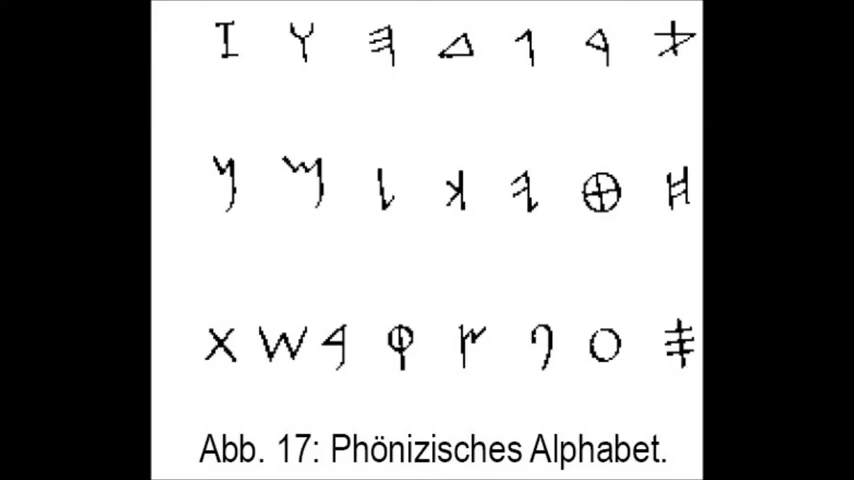 𐤀 𐤁 𐤂 𐤃 𐤄 𐤅 𐤆
𐤇 𐤈 𐤉 𐤊 𐤋 𐤌 𐤍
𐤎 𐤏 𐤐 𐤑 𐤒 𐤓 𐤔 𐤕
Abb. 17: Phönizisches Alphabet.